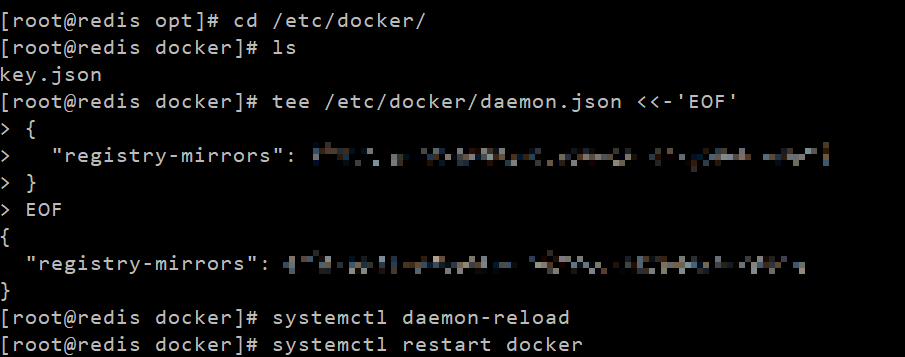 [root@redis opt]# cd /etc/docker/
[root@redis docker]# ls
key.json
[root@redis docker]# tee /etc/docker/daemon.json <<-'EOF'
> {
>   "registry-mirrors":
> }
> EOF
{
  "registry-mirrors":
}
[root@redis docker]# systemctl daemon-reload
[root@redis docker]# systemctl restart docker